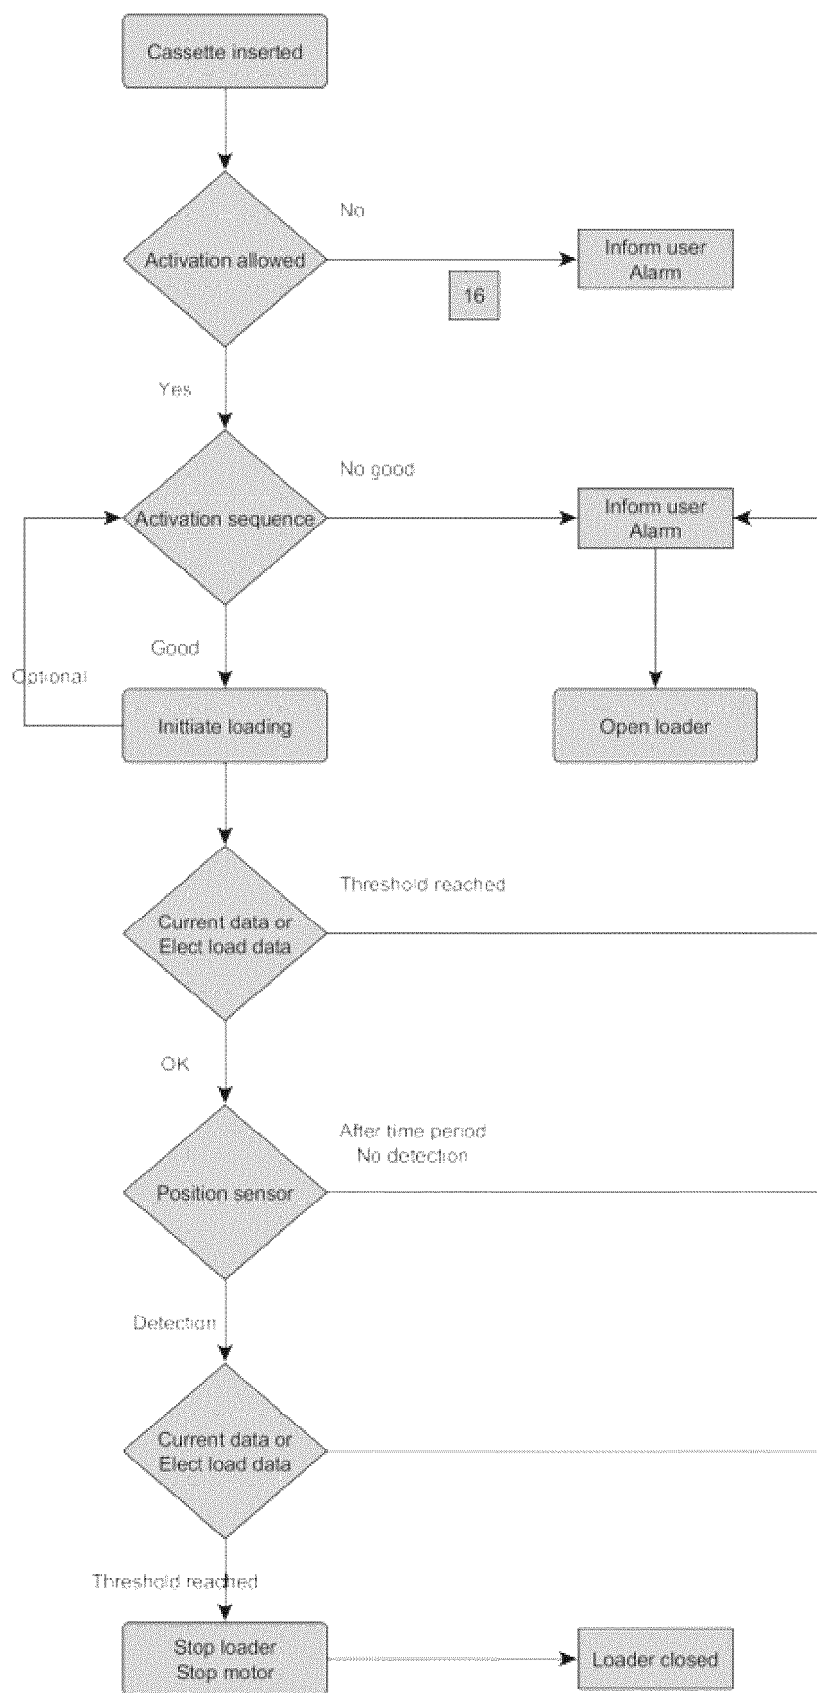 Cassette inserted
Activation allowed
No
16
Inform user
Alarm
Yes
Activation sequence
No good
Inform user
Alarm
Good
Optional
Inittiate loading
Open loader
Current data or
Elect load data
Threshold reached
OK
Position sensor
After time period
No detection
Detection
Current data or
Elect load data
Threshold reached
Stop loader
Stop motor
Loader closed